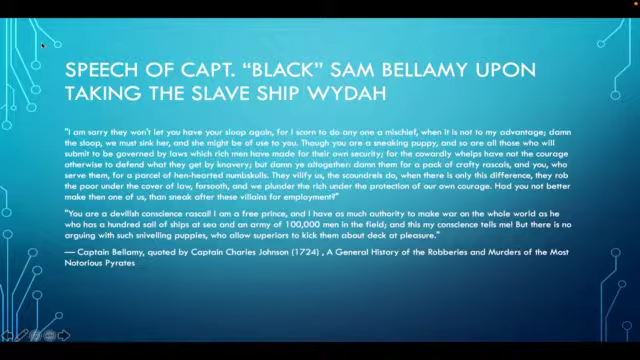 SPEECH OF CAPT. “BLACK” SAM BELLAMY UPON
TAKING THE SLAVE SHIP WYDAH
"I am sorry they won't let you have your sloop again, for I scorn to do any one a mischief, when it is not to my advantage; damn
the sloop, we must sink her, and she might be of use to you. Though you are a sneaking puppy, and so are all those who will
submit to be governed by laws which rich men have made for their own security; for the cowardly whelps have not the courage
otherwise to defend what they get by knavery; but damn ye altogether: damn them for a pack of crafty rascals, and you, who
serve them, for a parcel of hen-hearted numbskulls. They vilify us, the scoundrels do, when there is only this difference, they rob
the poor under the cover of law, forsooth, and we plunder the rich under the protection of our own courage. Had you not better
make then one of us, than sneak after these villains for employment?"
"You are a devilish conscience rascal! I am a free prince, and I have as much authority to make war on the whole world as he
who has a hundred sail of ships at sea and an army of 100,000 men in the field; and this my conscience tells me! But there is no
arguing with such snivelling puppies, who allow superiors to kick them about deck at pleasure."
— Captain Bellamy, quoted by Captain Charles Johnson (1724) , A General History of the Robberies and Murders of the Most
Notorious Pyrates